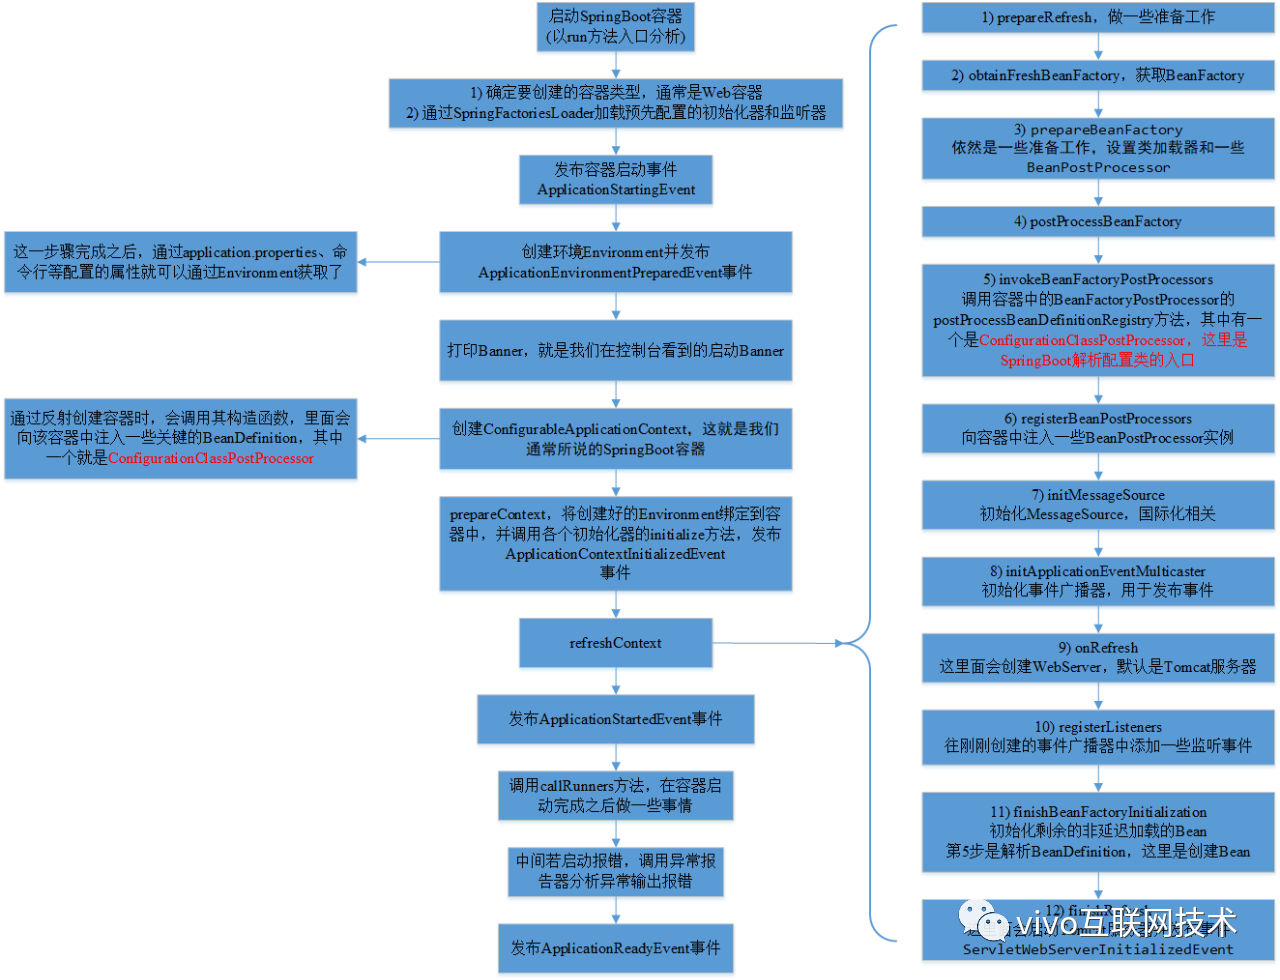 启动SpringBoot容器
(以run方法入口分析)
1) 确定要创建的容器类型，通常是Web容器
2) 通过SpringFactoriesLoader加载预先配置的初始化器和监听器
发布容器启动事件
ApplicationStartingEvent
创建环境Environment并发布
ApplicationEnvironmentPreparedEvent事件
这一步骤完成之后，通过application.properties、命
令行等配置的属性就可以通过Environment获取了
打印Banner，就是我们在控制台看到的启动Banner
创建ConfigurableApplicationContext，这就是我们
通常所说的SpringBoot容器
通过反射创建容器时，会调用其构造函数，里面会
向该容器中注入一些关键的BeanDefinition，其中
一个就是ConfigurationClassPostProcessor
prepareContext，将创建好的Environment绑定到容
器中，并调用各个初始化器的initialize方法，发布
ApplicationContextInitializedEvent
事件
refreshContext
发布ApplicationStartedEvent事件
调用callRunners方法，在容器启
动完成之后做一些事情
中间若启动报错，调用异常报
告器分析异常输出报错
发布ApplicationReadyEvent事件
1) prepareRefresh，做一些准备工作
2) obtainFreshBeanFactory，获取BeanFactory
3) prepareBeanFactory
依然是一些准备工作，设置类加载器和一些
BeanPostProcessor
4) postProcessBeanFactory
5) invokeBeanFactoryPostProcessors
调用容器中的BeanFactoryPostProcessor的
postProcessBeanDefinitionRegistry方法，其中有一
个是ConfigurationClassPostProcessor，这里是
SpringBoot解析配置类的入口
6) registerBeanPostProcessors
向容器中注入一些BeanPostProcessor实例
7) initMessageSource
初始化MessageSource，国际化相关
8) initApplicationEventMulticaster
初始化事件广播器，用于发布事件
9) onRefresh
这里面会创建WebServer，默认是Tomcat服务器
10) registerListeners
往刚刚创建的事件广播器中添加一些监听事件
11) finishBeanFactoryInitialization
初始化剩余的非延迟加载的Bean
第5步是解析BeanDefinition，这里是创建Bean
12) finishRefresh
ServletWebServerInitializedEvent
vivo互联网技术